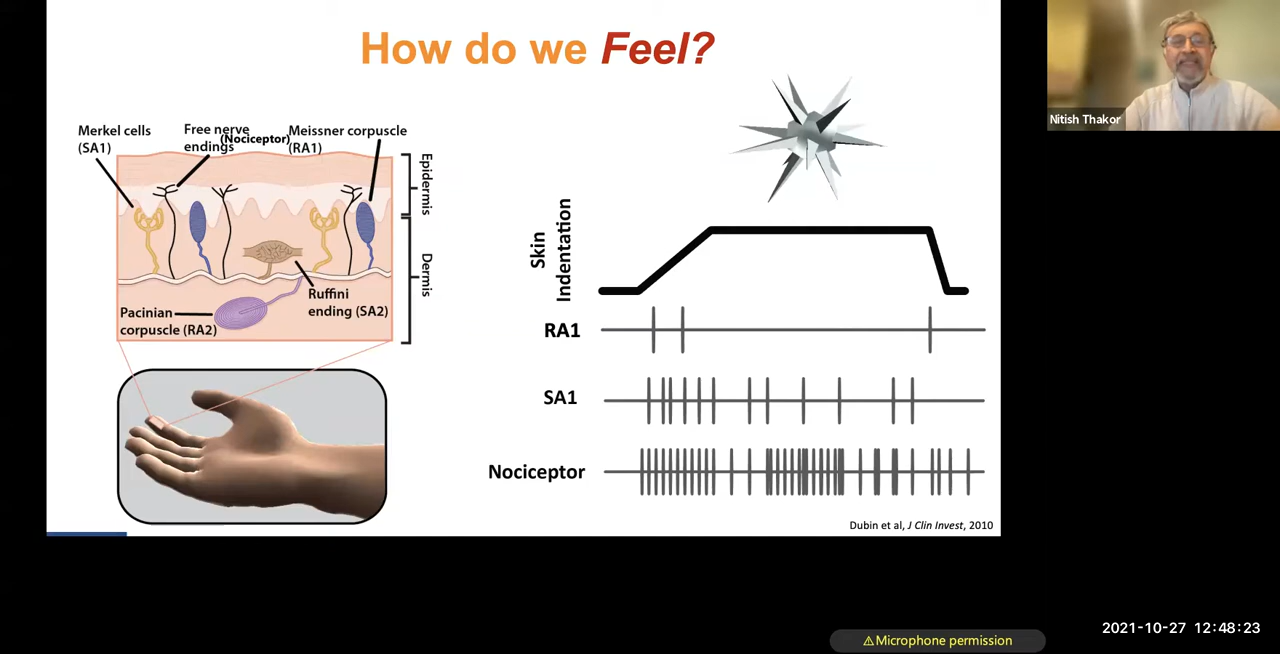 How do we Feel?
Nitish Thakor
Merkel cells
(SA1)
Free nerve
endings
(Nociceptor)
Meissner corpuscle
(RA1)
Epidermis
Dermis
Ruffini
ending (SA2)
Pacinian
corpuscle (RA2)
Skin
Indentation
RA1
SA1
Nociceptor
Dubin et al, J Clin Invest, 2010
2021-10-27 12:48:23
⚠Microphone permission